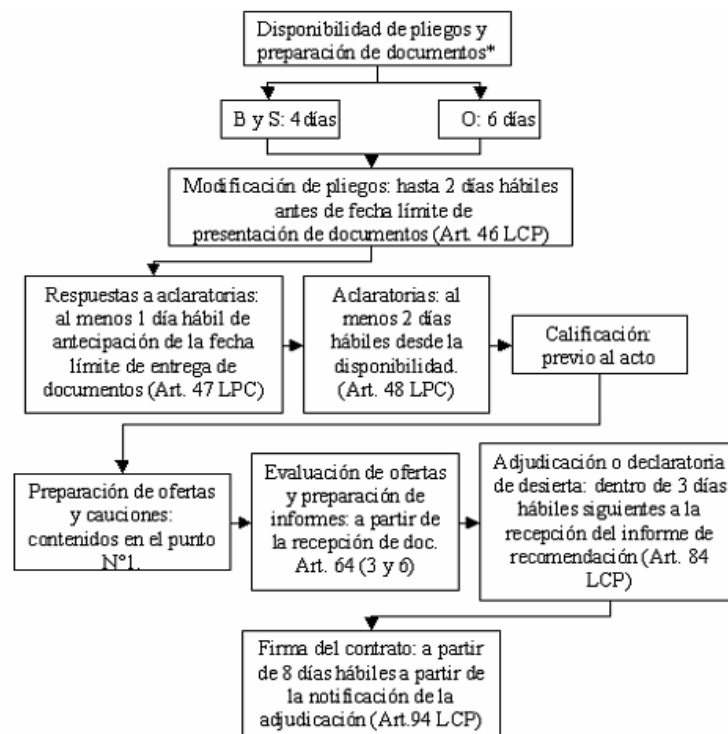 Disponibilidad de pliegos y
preparación de documentos*
B y S: 4 días
O: 6 días
Modificación de pliegos: hasta 2 días hábiles
antes de fecha límite de
presentación de documentos (Art. 46 LCP)
Respuestas a aclaratorias:
al menos 1 día hábil de
antecipación de la fecha
límite de entrega de
documentos (Art. 47 LPC)
Aclaratorias: al
menos 2 días
hábiles desde la
disponibilidad.
(Art. 48 LPC)
Calificación:
previo al acto
Preparación de ofertas
y cauciones:
contenidos en el punto
N°1.
Evaluación de ofertas
y preparación de
informes: a partir de
la recepción de doc.
Art. 64 (3 y 6)
Adjudicación o declaratoria
de desierta: dentro de 3 días
hábiles siguientes a la
recepción del informe de
recomendación (Art. 84
LCP)
Firma del contrato: a partir
de 8 días hábiles a partir de
la notificación de la
adjudicación (Art.94 LCP)